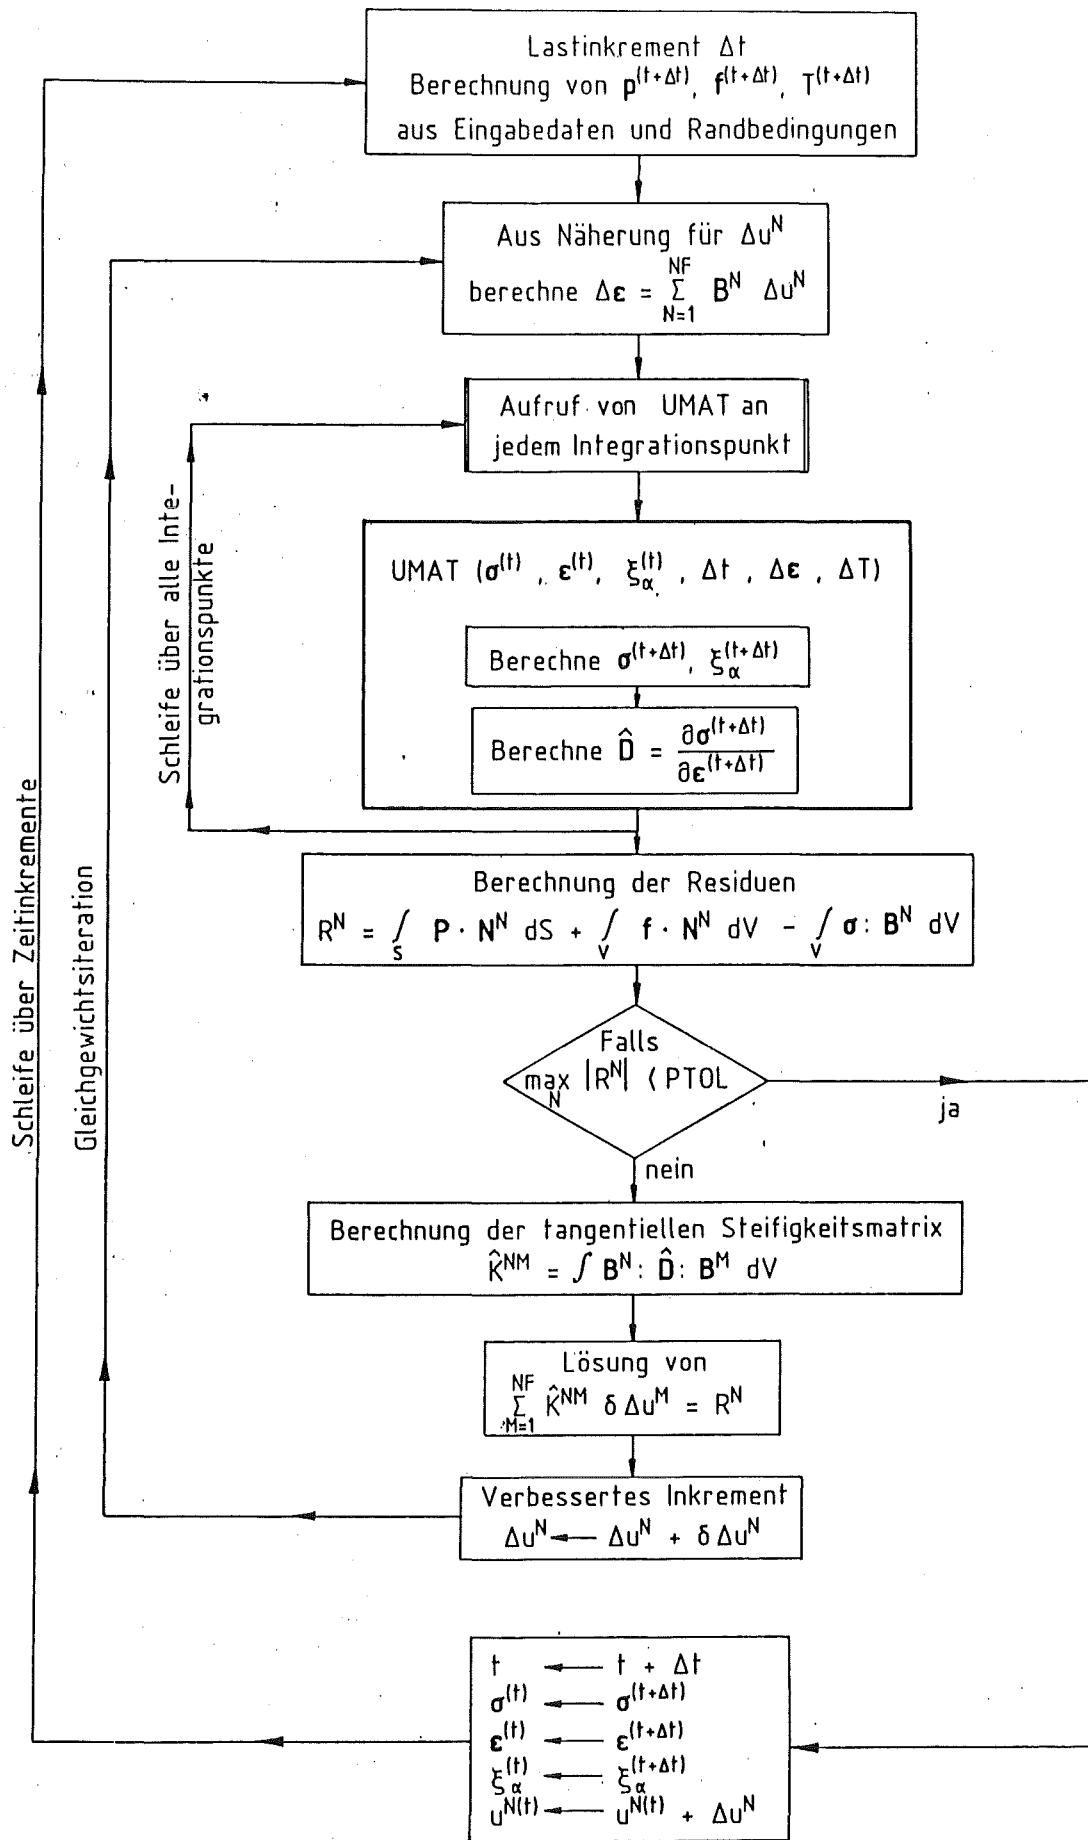 Lastinkrement Δt
Berechnung von p^(t+Δt), f^(t+Δt), T^(t+Δt)
aus Eingabedaten und Randbedingungen
Aus Näherung für Δu^N
berechne Δε = Σ_{N=1}^{NF} B^N Δu^N
Aufruf von UMAT an
jedem Integrationspunkt
UMAT (σ^(t), ε^(t), ξ_α^(t), Δt, Δε, ΔT)
Berechne σ^(t+Δt), ξ_α^(t+Δt)
Berechne D̂ = ∂σ^(t+Δt) / ∂ε^(t+Δt)
Schleife über alle Inte-
grationspunkte
Berechnung der Residuen
R^N = ∫_S P · N^N dS + ∫_V f · N^N dV - ∫_V σ : B^N dV
Falls
max_N |R^N| < PTOL
ja
nein
Berechnung der tangentiellen Steifigkeitsmatrix
K̂^NM = ∫ B^N : D̂ : B^M dV
Lösung von
Σ_{M=1}^{NF} K̂^NM δΔu^M = R^N
Verbessertes Inkrement
Δu^N ← Δu^N + δΔu^N
Gleichgewichtsiteration
Schleife über Zeitinkremente
t ← t + Δt
σ^(t) ← σ^(t+Δt)
ε^(t) ← ε^(t+Δt)
ξ_α^(t) ← ξ_α^(t+Δt)
u^N(t) ← u^N(t) + Δu^N